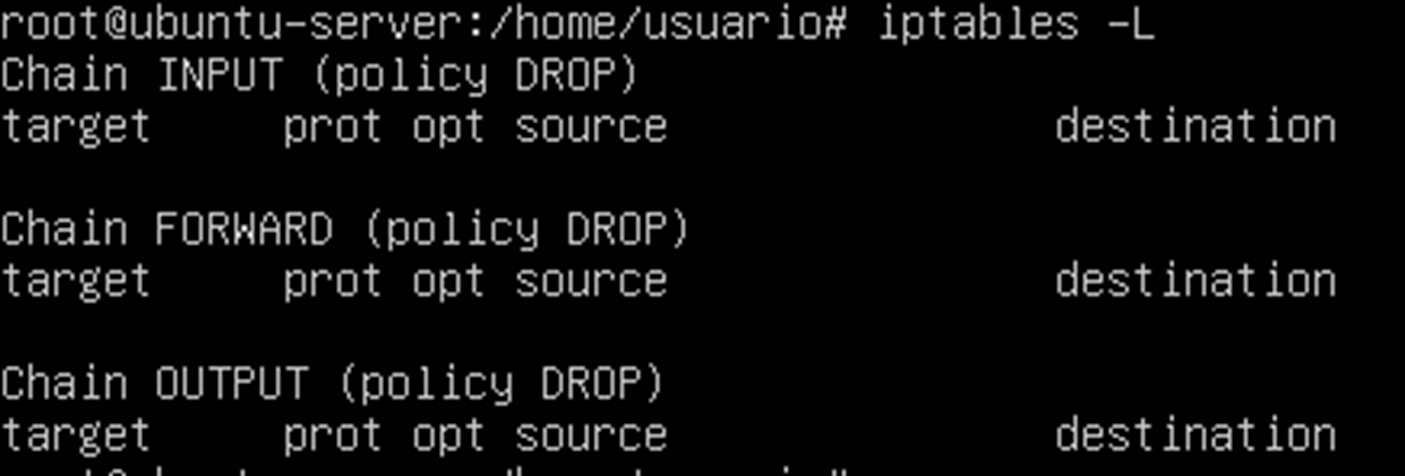 root@ubuntu-server:/home/usuario# iptables -L
Chain INPUT (policy DROP)
target     prot opt source               destination
Chain FORWARD (policy DROP)
target     prot opt source               destination
Chain OUTPUT (policy DROP)
target     prot opt source               destination